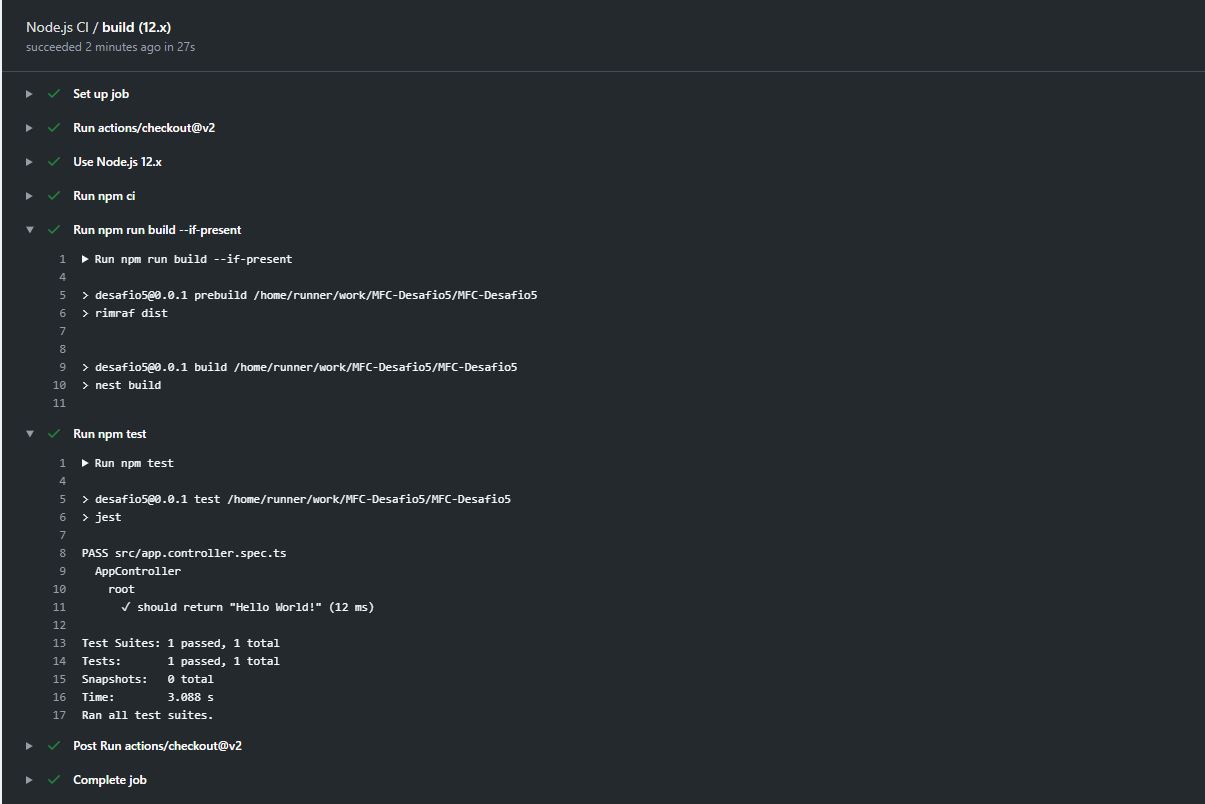 Node.js CI / build (12.x)
succeeded 2 minutes ago in 27s
Set up job
Run actions/checkout@v2
Use Node.js 12.x
Run npm ci
Run npm run build --if-present
1 ▶ Run npm run build --if-present
4
5 > desafio5@0.0.1 prebuild /home/runner/work/MFC-Desafio5/MFC-Desafio5
6 > rimraf dist
7
8
9 > desafio5@0.0.1 build /home/runner/work/MFC-Desafio5/MFC-Desafio5
10 > nest build
11
Run npm test
1 ▶ Run npm test
4
5 > desafio5@0.0.1 test /home/runner/work/MFC-Desafio5/MFC-Desafio5
6 > jest
7
8 PASS src/app.controller.spec.ts
9 AppController
10 root
11 ✓ should return "Hello World!" (12 ms)
12
13 Test Suites: 1 passed, 1 total
14 Tests: 1 passed, 1 total
15 Snapshots: 0 total
16 Time: 3.088 s
17 Ran all test suites.
Post Run actions/checkout@v2
Complete job